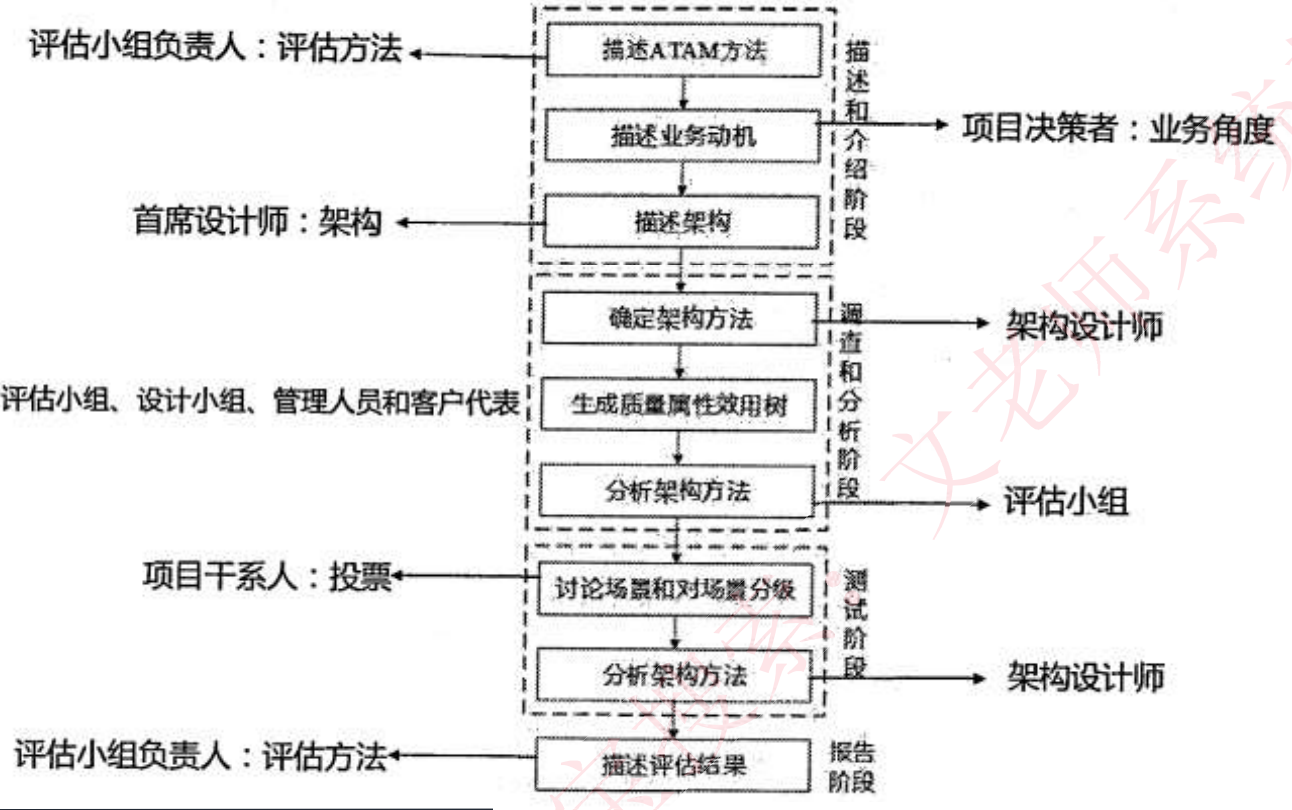 评估小组负责人：评估方法
描述ATAM方法
描述和介绍阶段
描述业务动机
项目决策者：业务角度
首席设计师：架构
描述架构
确定架构方法
调查和分析阶段
架构设计师
评估小组、设计小组、管理人员和客户代表
生成质量属性效用树
分析架构方法
评估小组
项目干系人：投票
讨论场景和对场景分级
测试阶段
分析架构方法
架构设计师
评估小组负责人：评估方法
描述评估结果
报告
阶段
文老师系统